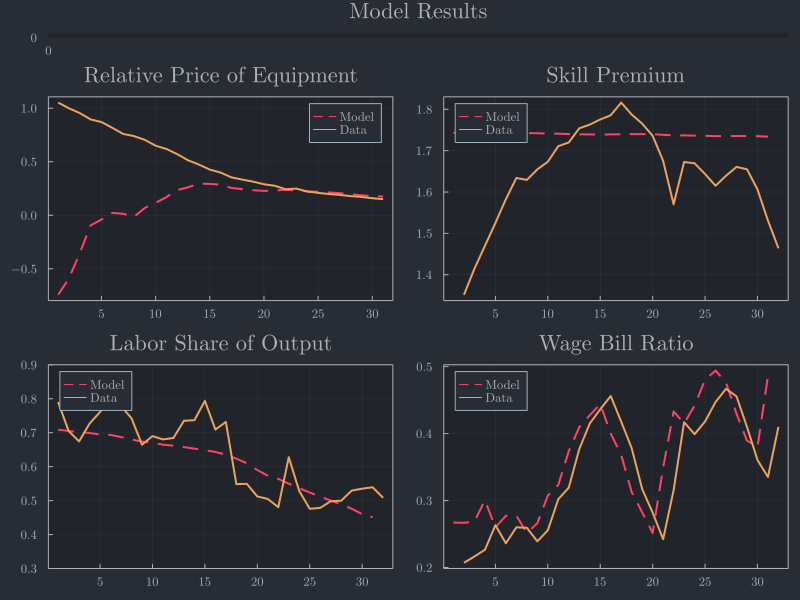 Model Results
0
0
Relative Price of Equipment
1.0
0.5
0.0
−0.5
Model
Data
5 10 15 20 25 30
Skill Premium
1.8
1.7
1.6
1.5
1.4
Model
Data
5 10 15 20 25 30
Labor Share of Output
0.9
0.8
0.7
0.6
0.5
0.4
0.3
Model
Data
5 10 15 20 25 30
Wage Bill Ratio
0.5
0.4
0.3
0.2
Model
Data
5 10 15 20 25 30